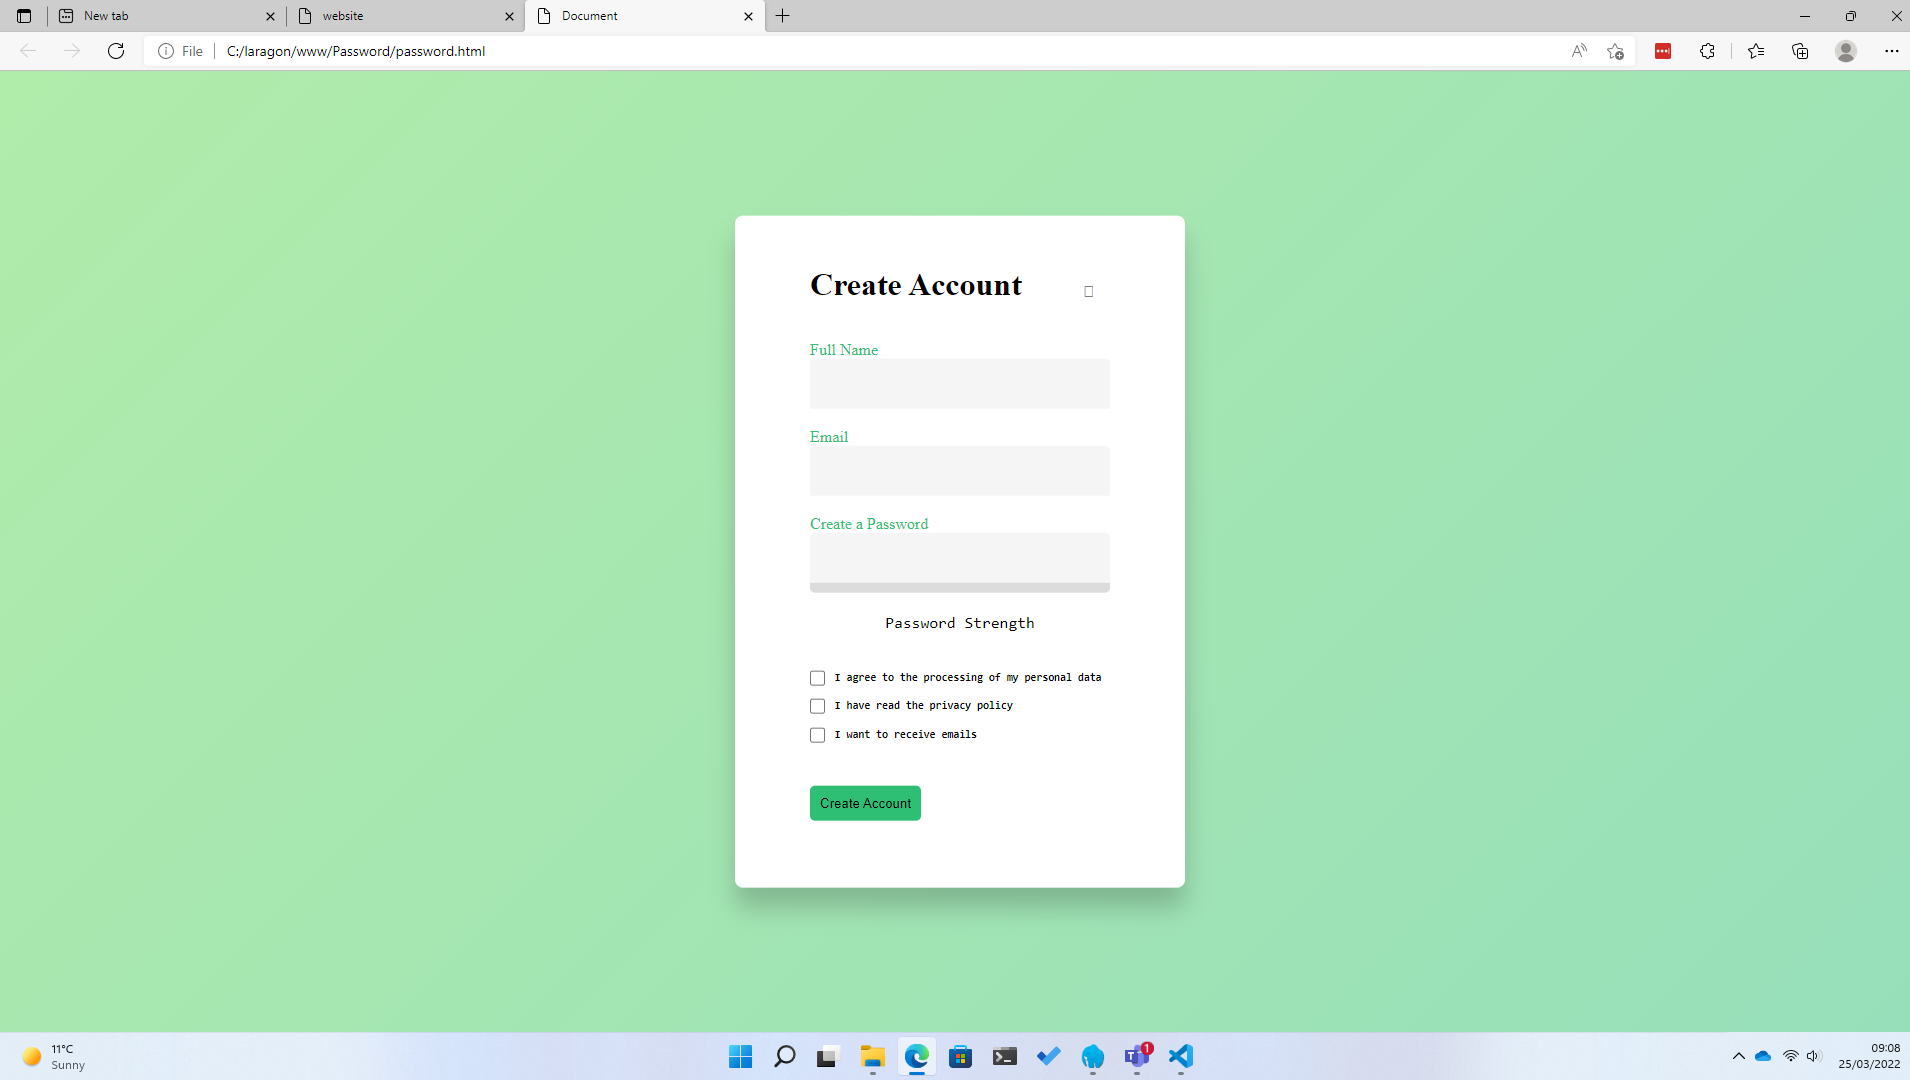 New tab
website
Document
File
C:/laragon/www/Password/password.html
Create Account
Full Name
Email
Create a Password
Password Strength
I agree to the processing of my personal data
I have read the privacy policy
I want to receive emails
Create Account
11°C
Sunny
1
09:08
25/03/2022